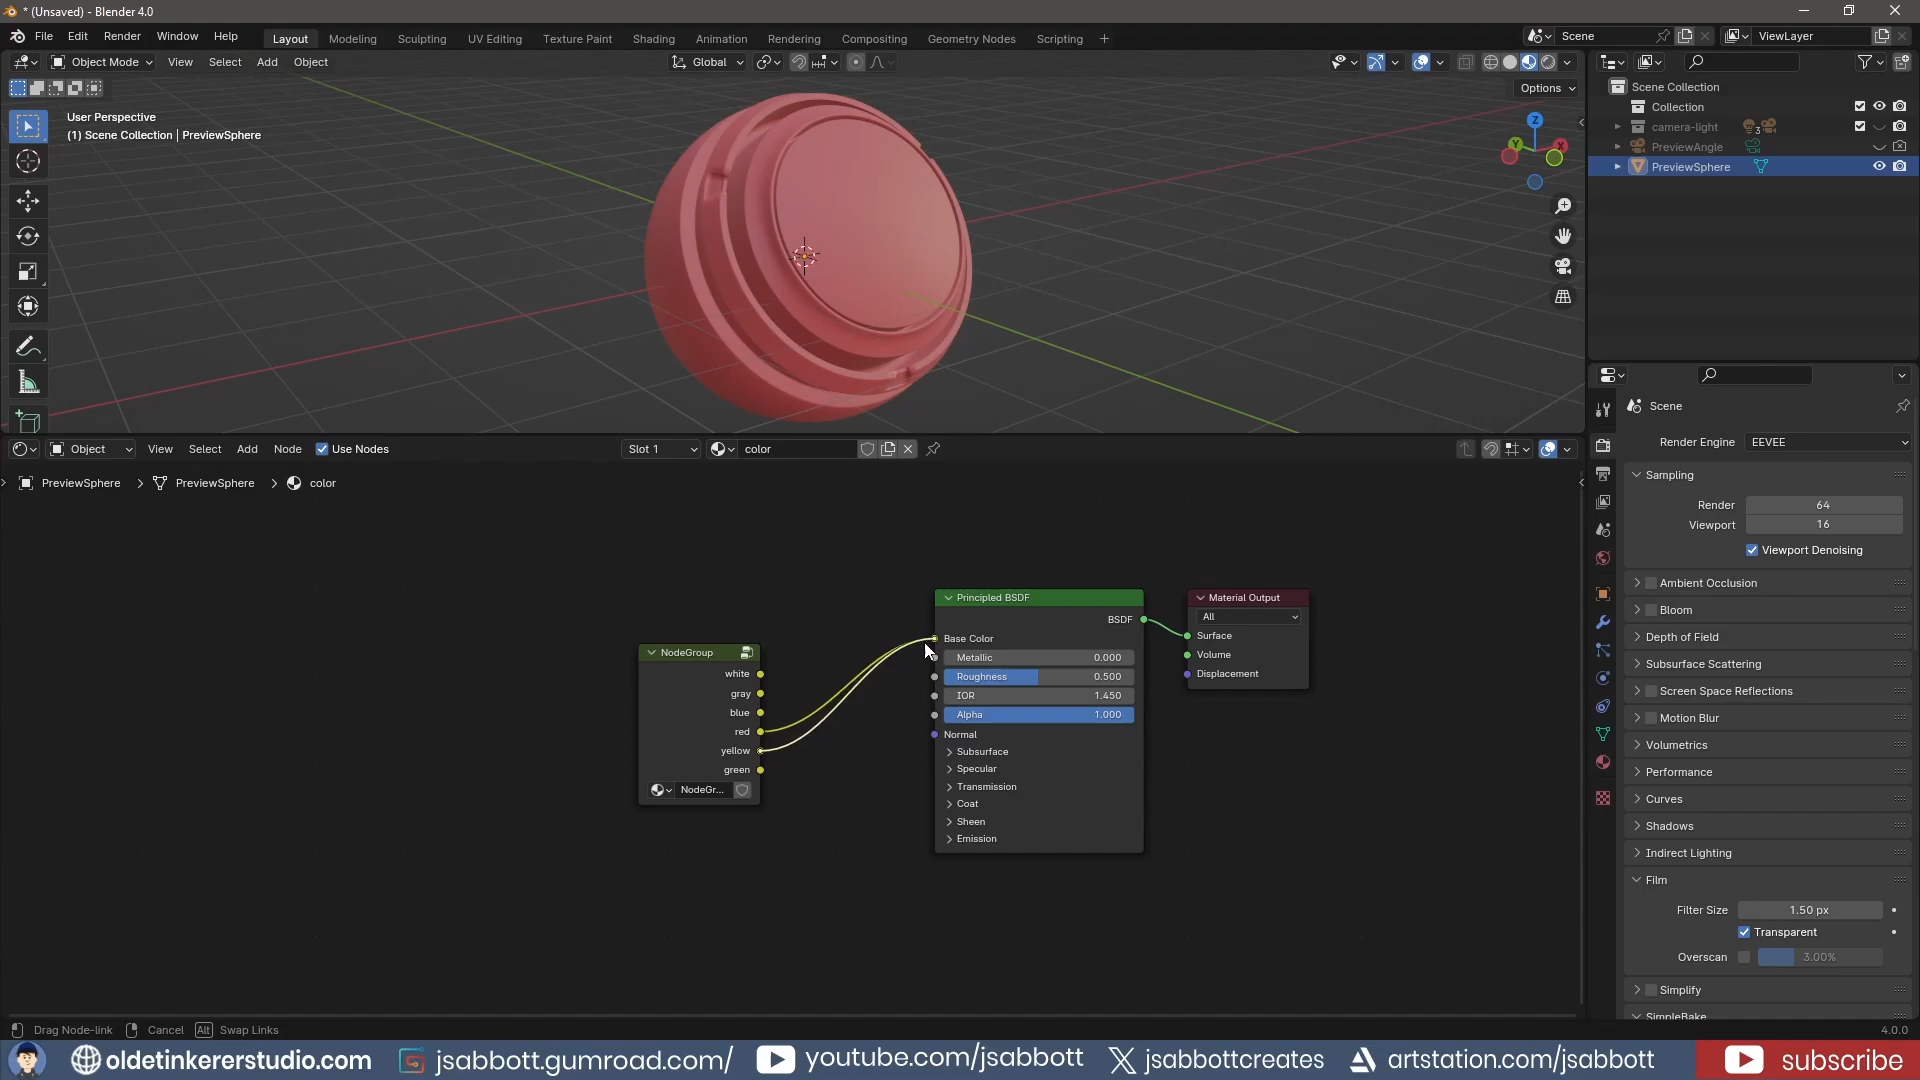 * (Unsaved) - Blender 4.0
File Edit Render Window Help Layout Modeling Sculpting UV Editing Texture Paint Shading Animation Rendering Compositing Geometry Nodes Scripting + Scene ViewLayer
Object Mode View Select Add Object Global
Options
User Perspective
(1) Scene Collection | PreviewSphere
Z
Y
X
Scene Collection
Collection
camera-light 3
PreviewAngle
PreviewSphere
Object View Select Add Node Use Nodes Slot 1 color
PreviewSphere > PreviewSphere > color
NodeGroup
white
gray
blue
red
yellow
green
NodeGr...
Principled BSDF
BSDF
Base Color
Metallic 0.000
Roughness 0.500
IOR 1.450
Alpha 1.000
Normal
Subsurface
Specular
Transmission
Coat
Sheen
Emission
Material Output
All
Surface
Volume
Displacement
Scene
Render Engine EEVEE
Sampling
Render 64
Viewport 16
Viewport Denoising
Ambient Occlusion
Bloom
Depth of Field
Subsurface Scattering
Screen Space Reflections
Motion Blur
Volumetrics
Performance
Curves
Shadows
Indirect Lighting
Film
Filter Size 1.50 px
Transparent
Overscan 3.00%
Simplify
SimpleBake
Drag Node-link Cancel Alt Swap Links 4.0.0
oldetinkererstudio.com jsabbott.gumroad.com/ youtube.com/jsabbott jsabbottcreates artstation.com/jsabbott subscribe